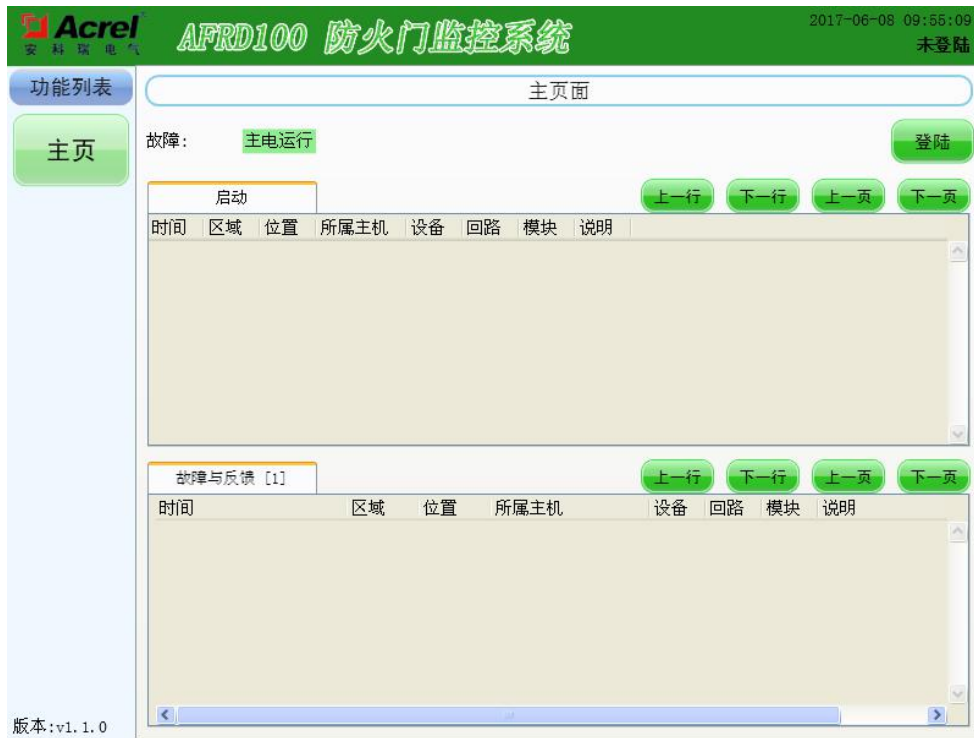 Acrel
安科瑞电气
AFRD100 防火门监控系统
2017-06-08 09:55:09
未登陆
功能列表
主页
主页面
故障: 主电运行
登陆
启动
上一行 下一行 上一页 下一页
时间 区域 位置 所属主机 设备 回路 模块 说明
故障与反馈 [1]
上一行 下一行 上一页 下一页
时间 区域 位置 所属主机 设备 回路 模块 说明
版本:v1.1.0